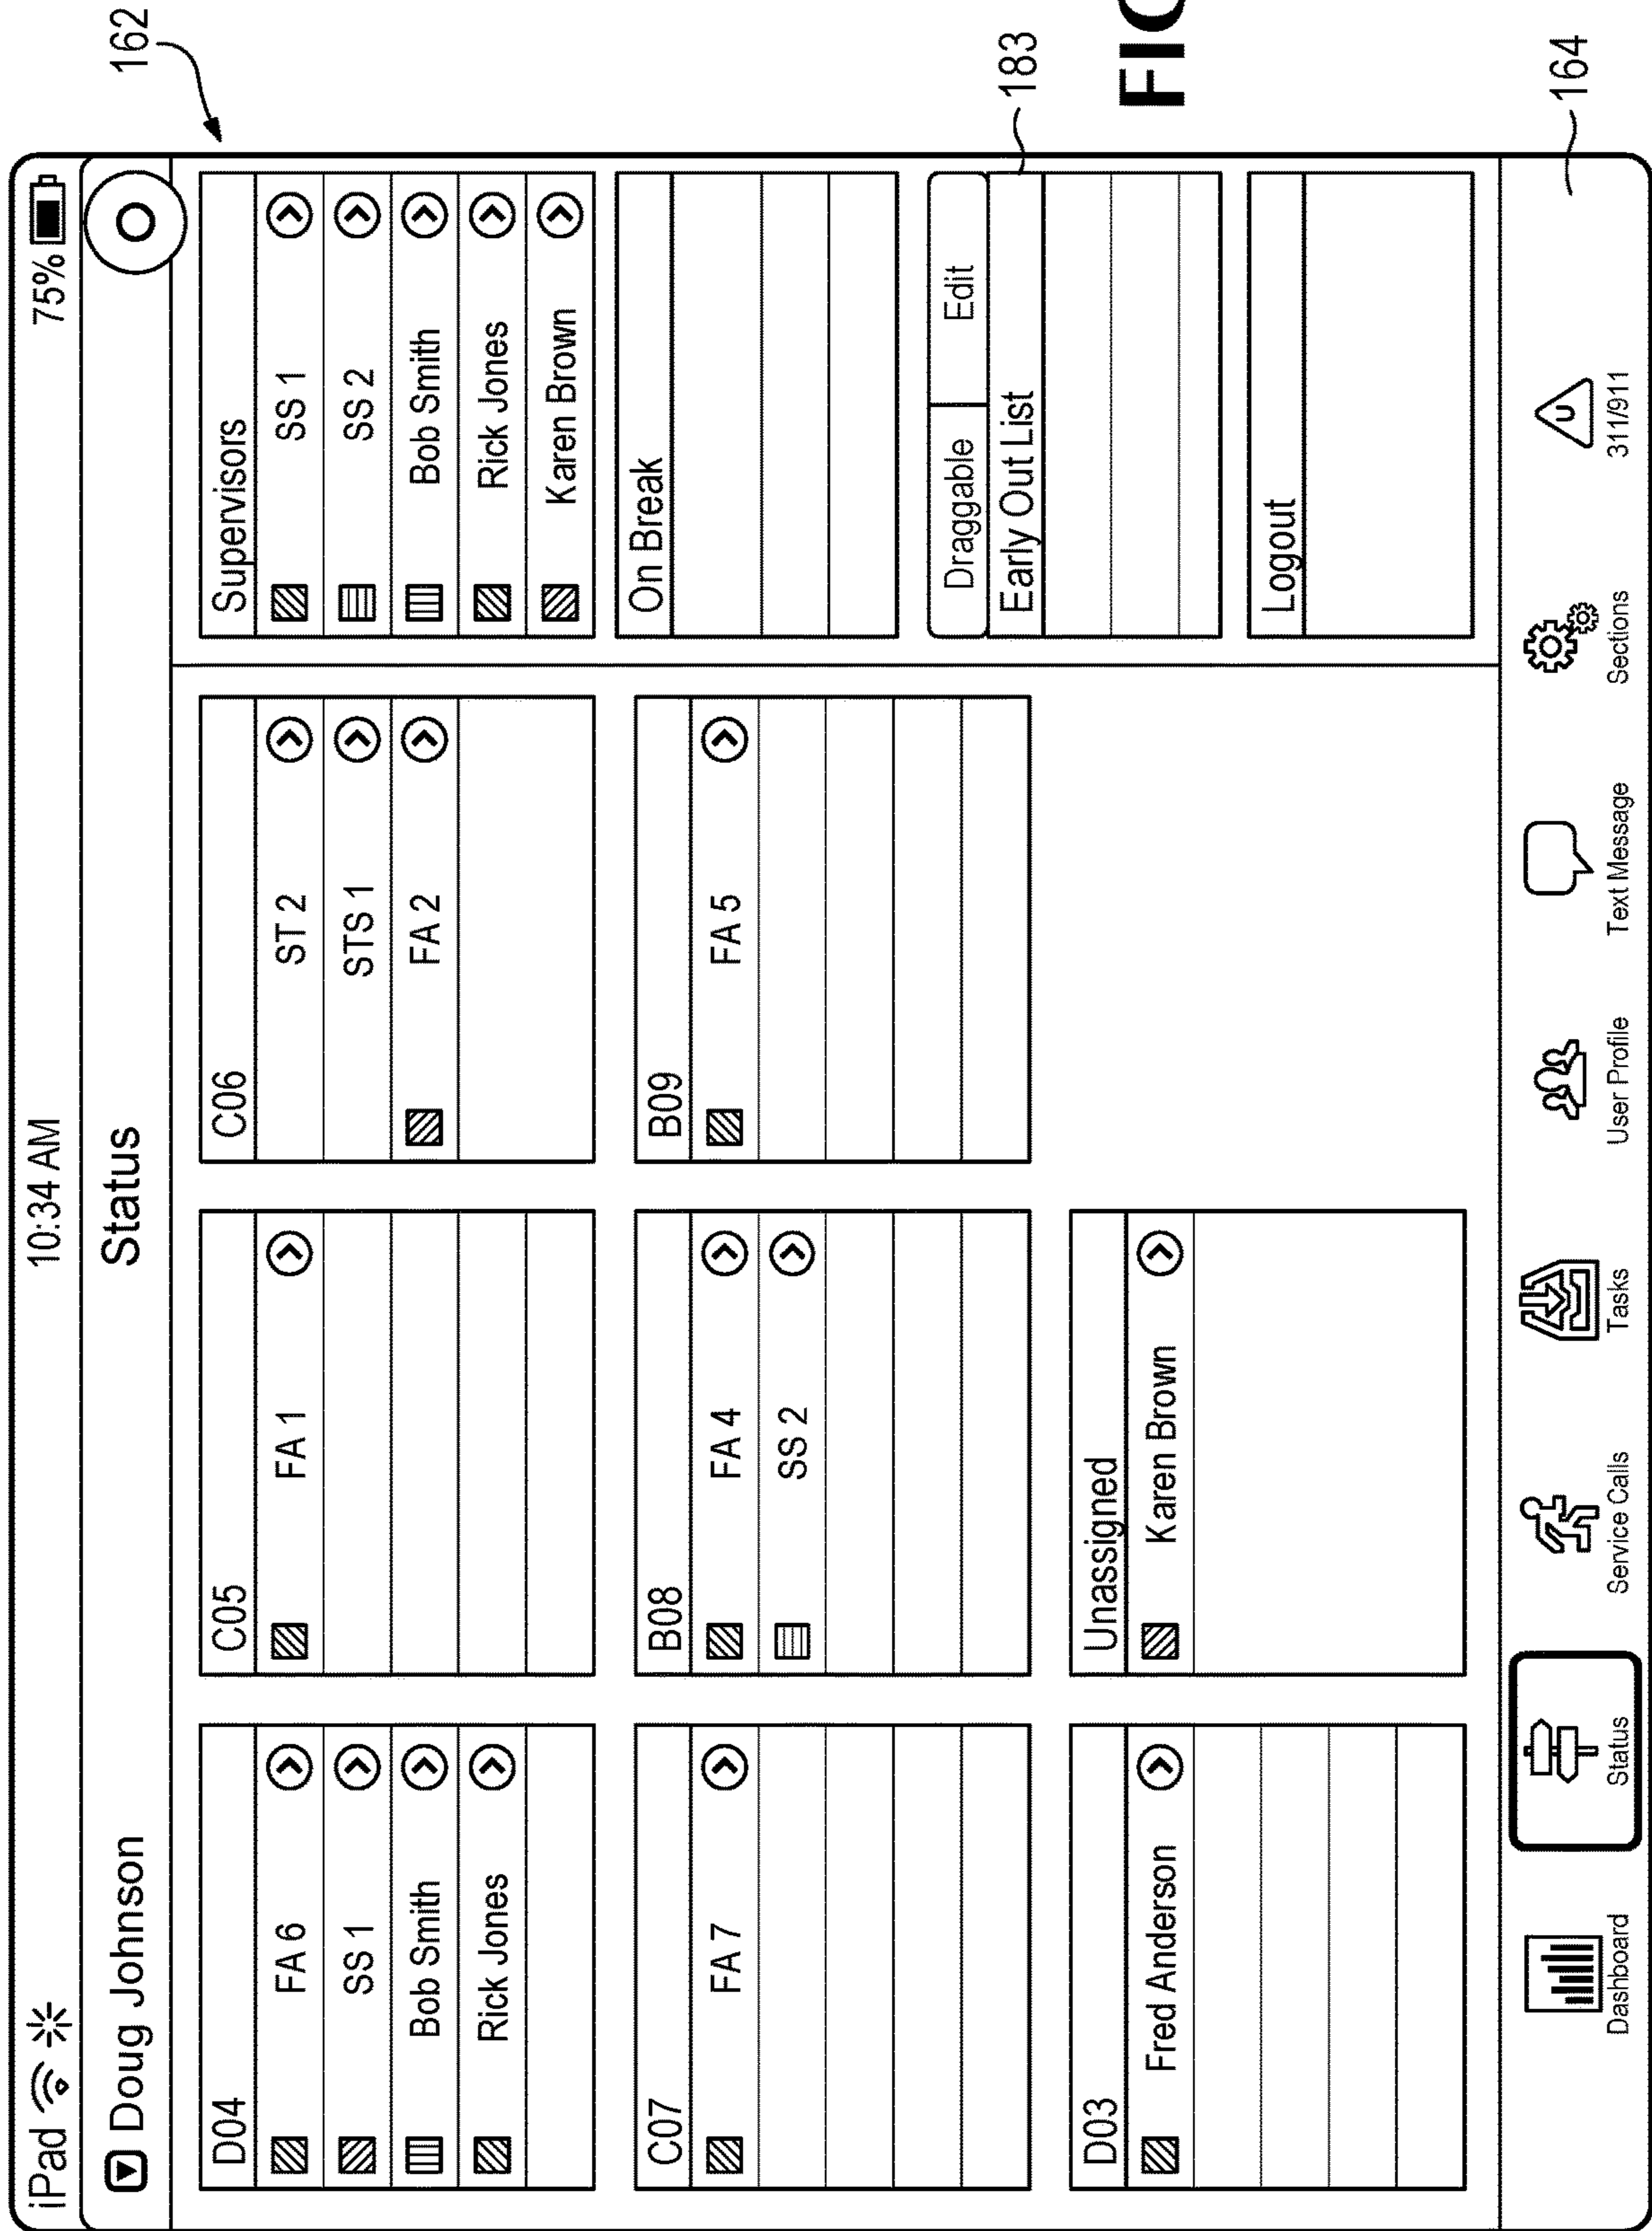 iPad 10:34 AM 75%
Doug Johnson Status
162
D04
FA 6
SS 1
Bob Smith
Rick Jones
C05
FA 1
C06
ST 2
STS 1
FA 2
Supervisors
SS 1
SS 2
Bob Smith
Rick Jones
Karen Brown
C07
FA 7
B08
FA 4
SS 2
B09
FA 5
On Break
D03
Fred Anderson
Unassigned
Karen Brown
Draggable Edit
Early Out List
183
Logout
Dashboard Status Service Calls Tasks User Profile Text Message Sections 311/911
164